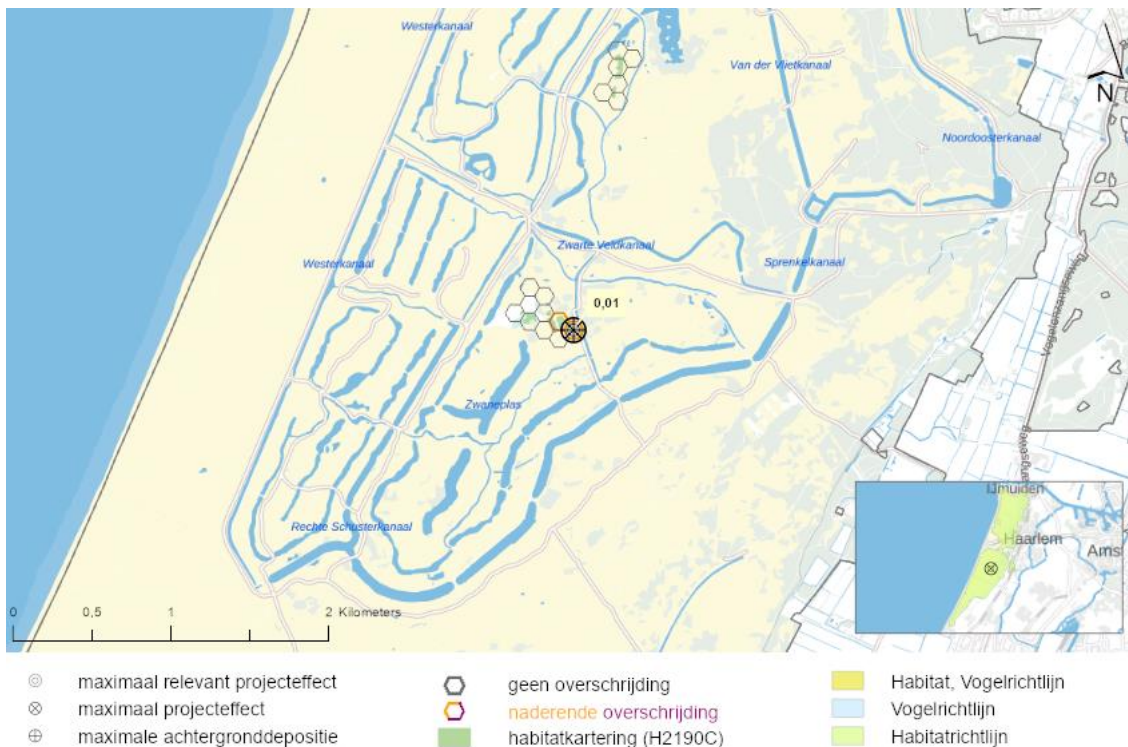 Westerkanaal
Van der Vlietkanaal
N
Noordoosterkanaal
Zwarte Veldkanaal
Westerkanaal
Sprenkelkanaal
Vogelenzangseweg
0,01
Zwaneplas
IJmuiden
Haarlem
Ams
Rechte Schusterkanaal
0 0,5 1 2 Kilometers
maximaal relevant projecteffect
geen overschrijding
Habitat, Vogelrichtlijn
maximaal projecteffect
naderende overschrijding
Vogelrichtlijn
maximale achtergronddepositie
habitatkartering (H2190C)
Habitatrichtlijn